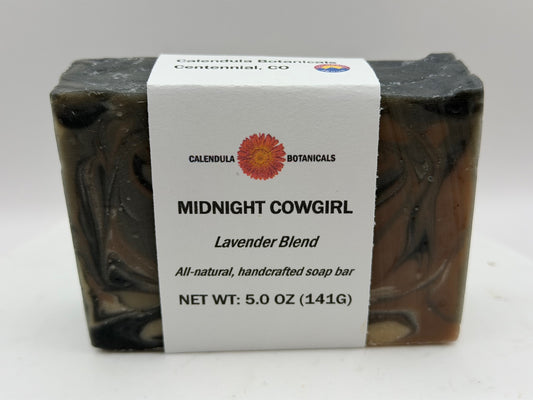 Calendula Botanicals
Centennial, CO
CALENDULA BOTANICALS
MIDNIGHT COWGIRL
Lavender Blend
All-natural, handcrafted soap bar
NET WT: 5.0 OZ (141G)